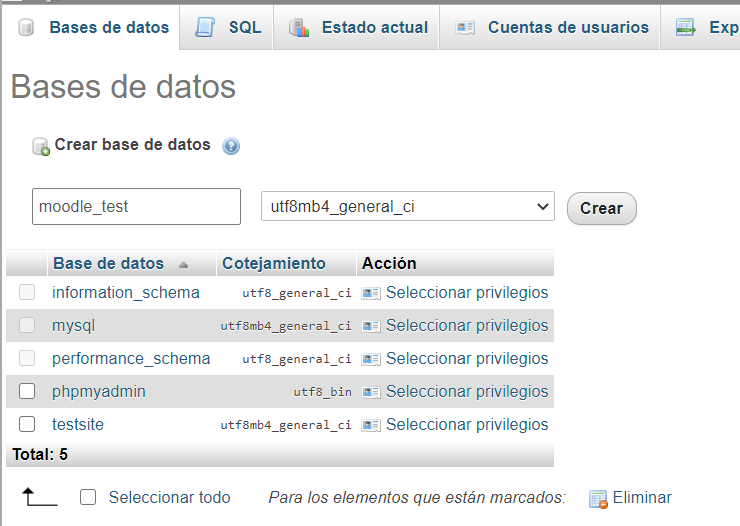 Bases de datos SQL Estado actual Cuentas de usuarios Exp
Bases de datos
Crear base de datos
moodle_test utf8mb4_general_ci Crear
Base de datos Cotejamiento Acción
information_schema utf8_general_ci Seleccionar privilegios
mysql utf8mb4_general_ci Seleccionar privilegios
performance_schema utf8_general_ci Seleccionar privilegios
phpmyadmin utf8_bin Seleccionar privilegios
testsite utf8mb4_general_ci Seleccionar privilegios
Total: 5
Seleccionar todo Para los elementos que están marcados: Eliminar